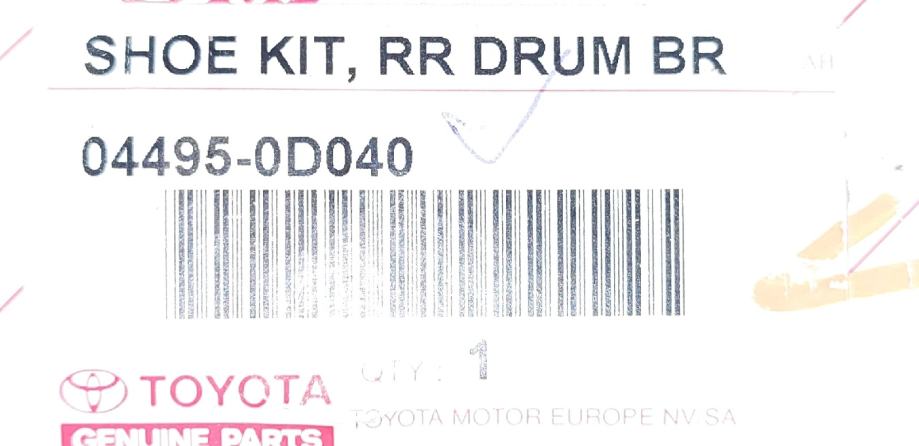 SHOE KIT, RR DRUM BR
04495-0D040
QTY: 1
TOYOTA
TOYOTA MOTOR EUROPE NV SA
GENUINE PARTS